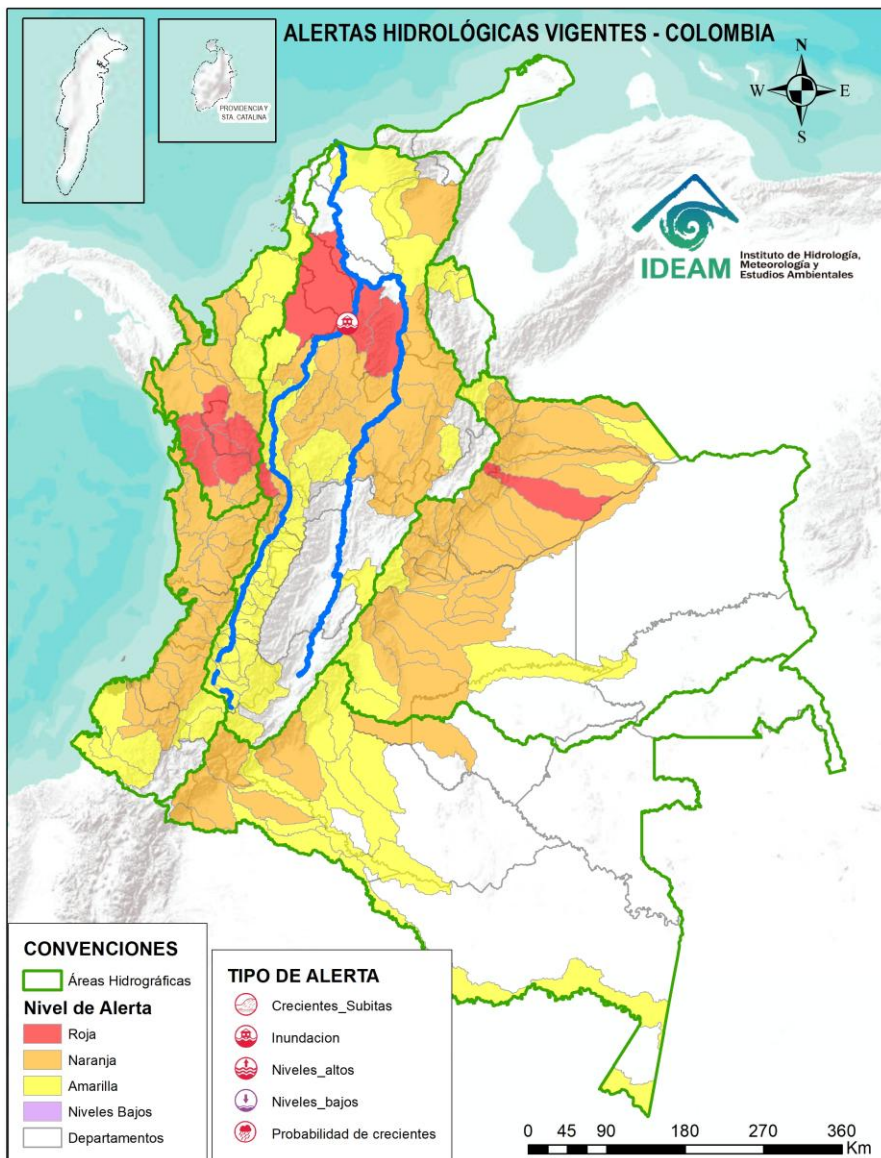 ALERTAS HIDROLÓGICAS VIGENTES - COLOMBIA
PROVIDENCIA Y
STA. CATALINA
N
W
E
S
IDEAM
Instituto de Hidrología,
Meteorología y
Estudios Ambientales
CONVENCIONES
Áreas Hidrográficas
Nivel de Alerta
Roja
Naranja
Amarilla
Niveles Bajos
Departamentos
TIPO DE ALERTA
Crecientes_Subitas
Inundacion
Niveles_altos
Niveles_bajos
Probabilidad de crecientes
0 45 90 180 270 360
Km